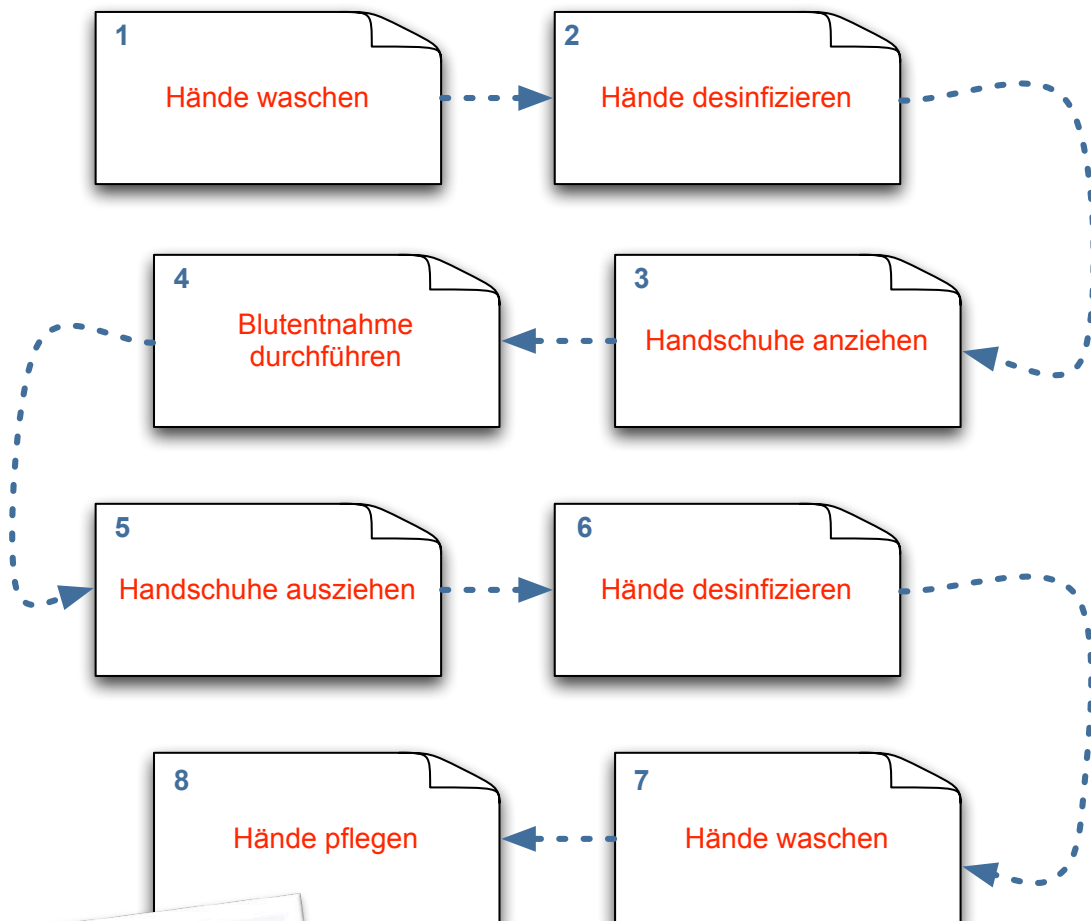 1
Hände waschen
2
Hände desinfizieren
3
Handschuhe anziehen
4
Blutentnahme
durchführen
5
Handschuhe ausziehen
6
Hände desinfizieren
7
Hände waschen
8
Hände pflegen